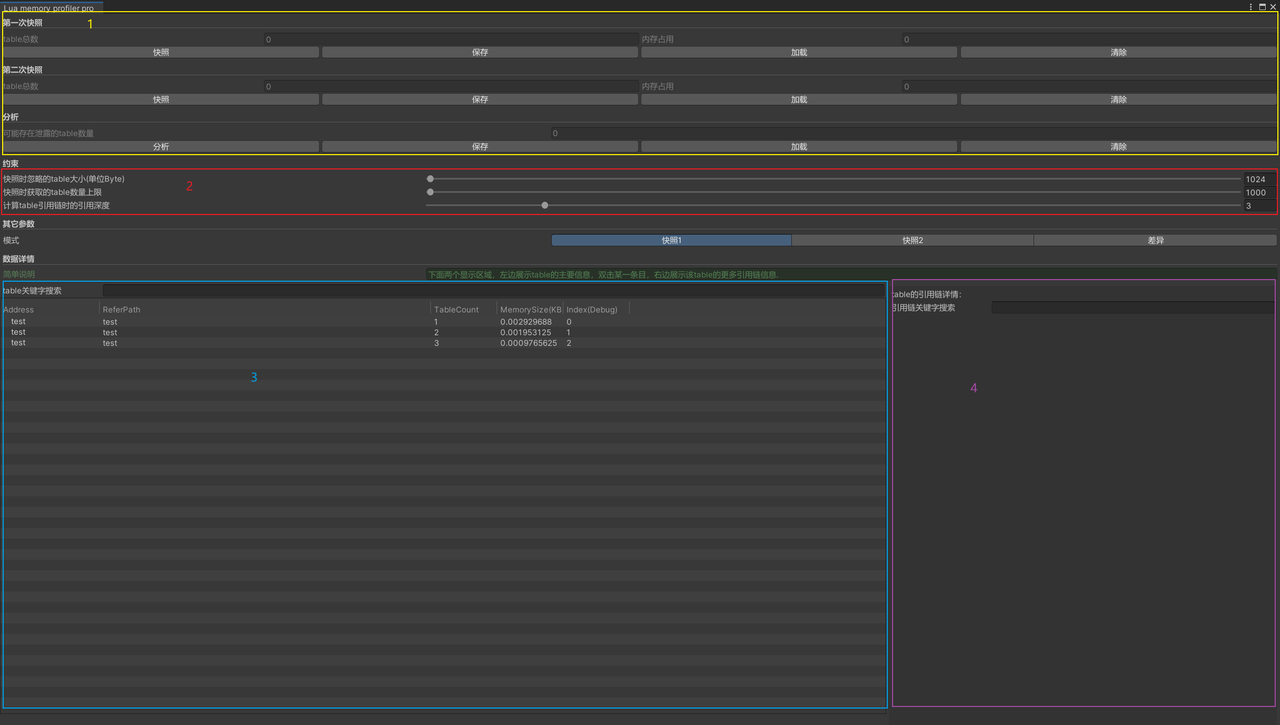 Lua memory profiler pro
第一次快照
1
table总数 0 内存占用 0
快照 保存 加载 清除
第二次快照
table总数 0 内存占用 0
快照 保存 加载 清除
分析
可能存在泄露的table数量 0
分析 保存 加载 清除
约束
快照时忽略的table大小(单位Byte) 1024
2
快照时获取的table数量上限 1000
计算table引用链时的引用深度 3
其它参数
模式 快照1 快照2 差异
数据详情
简单说明 下面两个显示区域，左边展示table的主要信息，双击某一条目，右边展示该table的更多引用链信息.
table关键字搜索
Address ReferPath TableCount MemorySize(KB Index(Debug)
test test 1 0.002929688 0
test test 2 0.001953125 1
test test 3 0.0009765625 2
3
table的引用链详情:
引用链关键字搜索
4